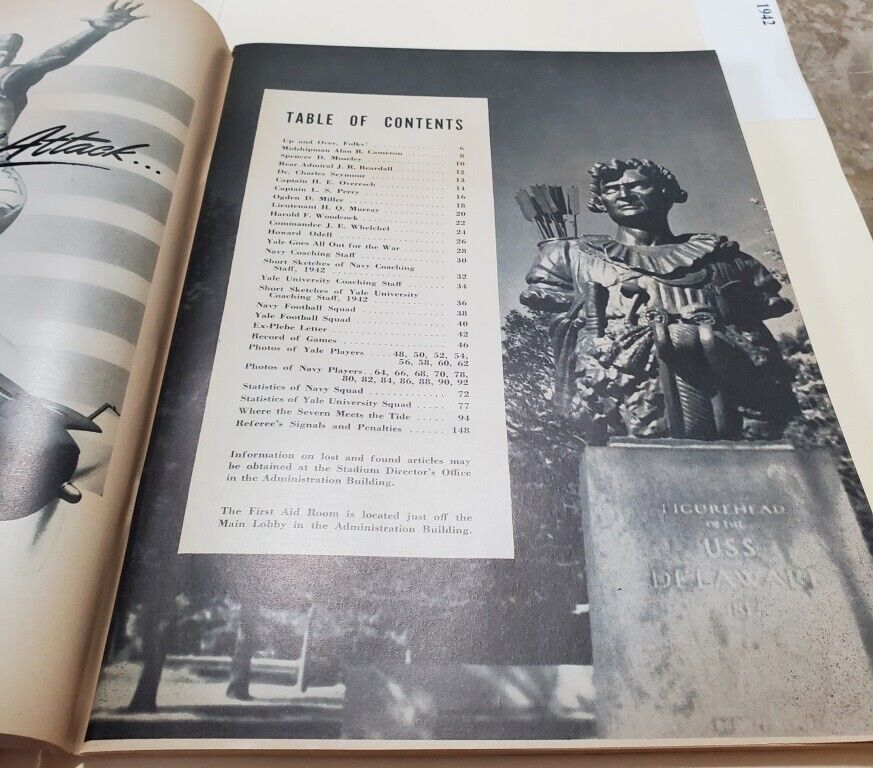 1942
Attack...
TABLE OF CONTENTS
Up and Over, Folks! 6
Midshipman Alan R. Cameron 8
Spencer D. Moseley 10
Rear Admiral J. R. Beardall 12
Dr. Charles Seymour 13
Captain H. E. Overesch 14
Captain L. S. Perry 16
Ogden D. Miller 18
Lieutenant H. Q. Murray 20
Harold F. Woodcock 22
Commander J. E. Whelchel 24
Howard Odell 26
Yale Goes All Out for the War 28
Navy Coaching Staff 30
Short Sketches of Navy Coaching
Staff, 1942 32
Yale University Coaching Staff 34
Short Sketches of Yale University
Coaching Staff, 1942 36
Navy Football Squad 38
Yale Football Squad 40
Ex-Plebe Letter 42
Record of Games 46
Photos of Yale Players 48, 50, 52, 54,
56, 58, 60, 62
Photos of Navy Players 64, 66, 68, 70, 78,
80, 82, 84, 86, 88, 90, 92
Statistics of Navy Squad 72
Statistics of Yale University Squad 77
Where the Severn Meets the Tide 94
Referee's Signals and Penalties 148
Information on lost and found articles may
be obtained at the Stadium Director's Office
in the Administration Building.
The First Aid Room is located just off the
Main Lobby in the Administration Building.
FIGUREHEAD
OF THE
USS
DELAWARE